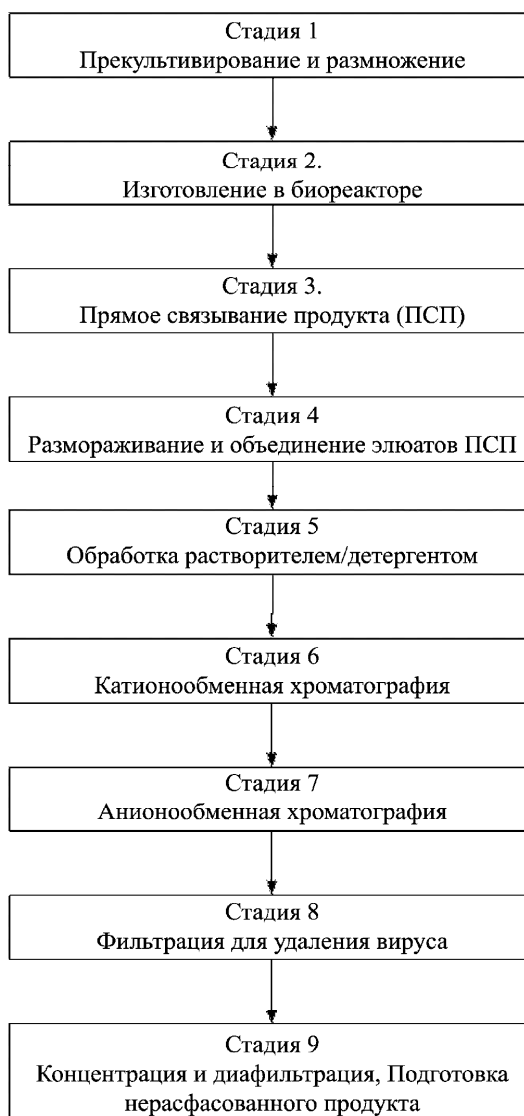 Стадия 1
Прекультивирование и размножение
Стадия 2.
Изготовление в биореакторе
Стадия 3.
Прямое связывание продукта (ПСП)
Стадия 4
Размораживание и объединение элюатов ПСП
Стадия 5
Обработка растворителем/детергентом
Стадия 6
Катионообменная хроматография
Стадия 7
Анионообменная хроматография
Стадия 8
Фильтрация для удаления вируса
Стадия 9
Концентрация и диафильтрация, Подготовка
нерасфасованного продукта